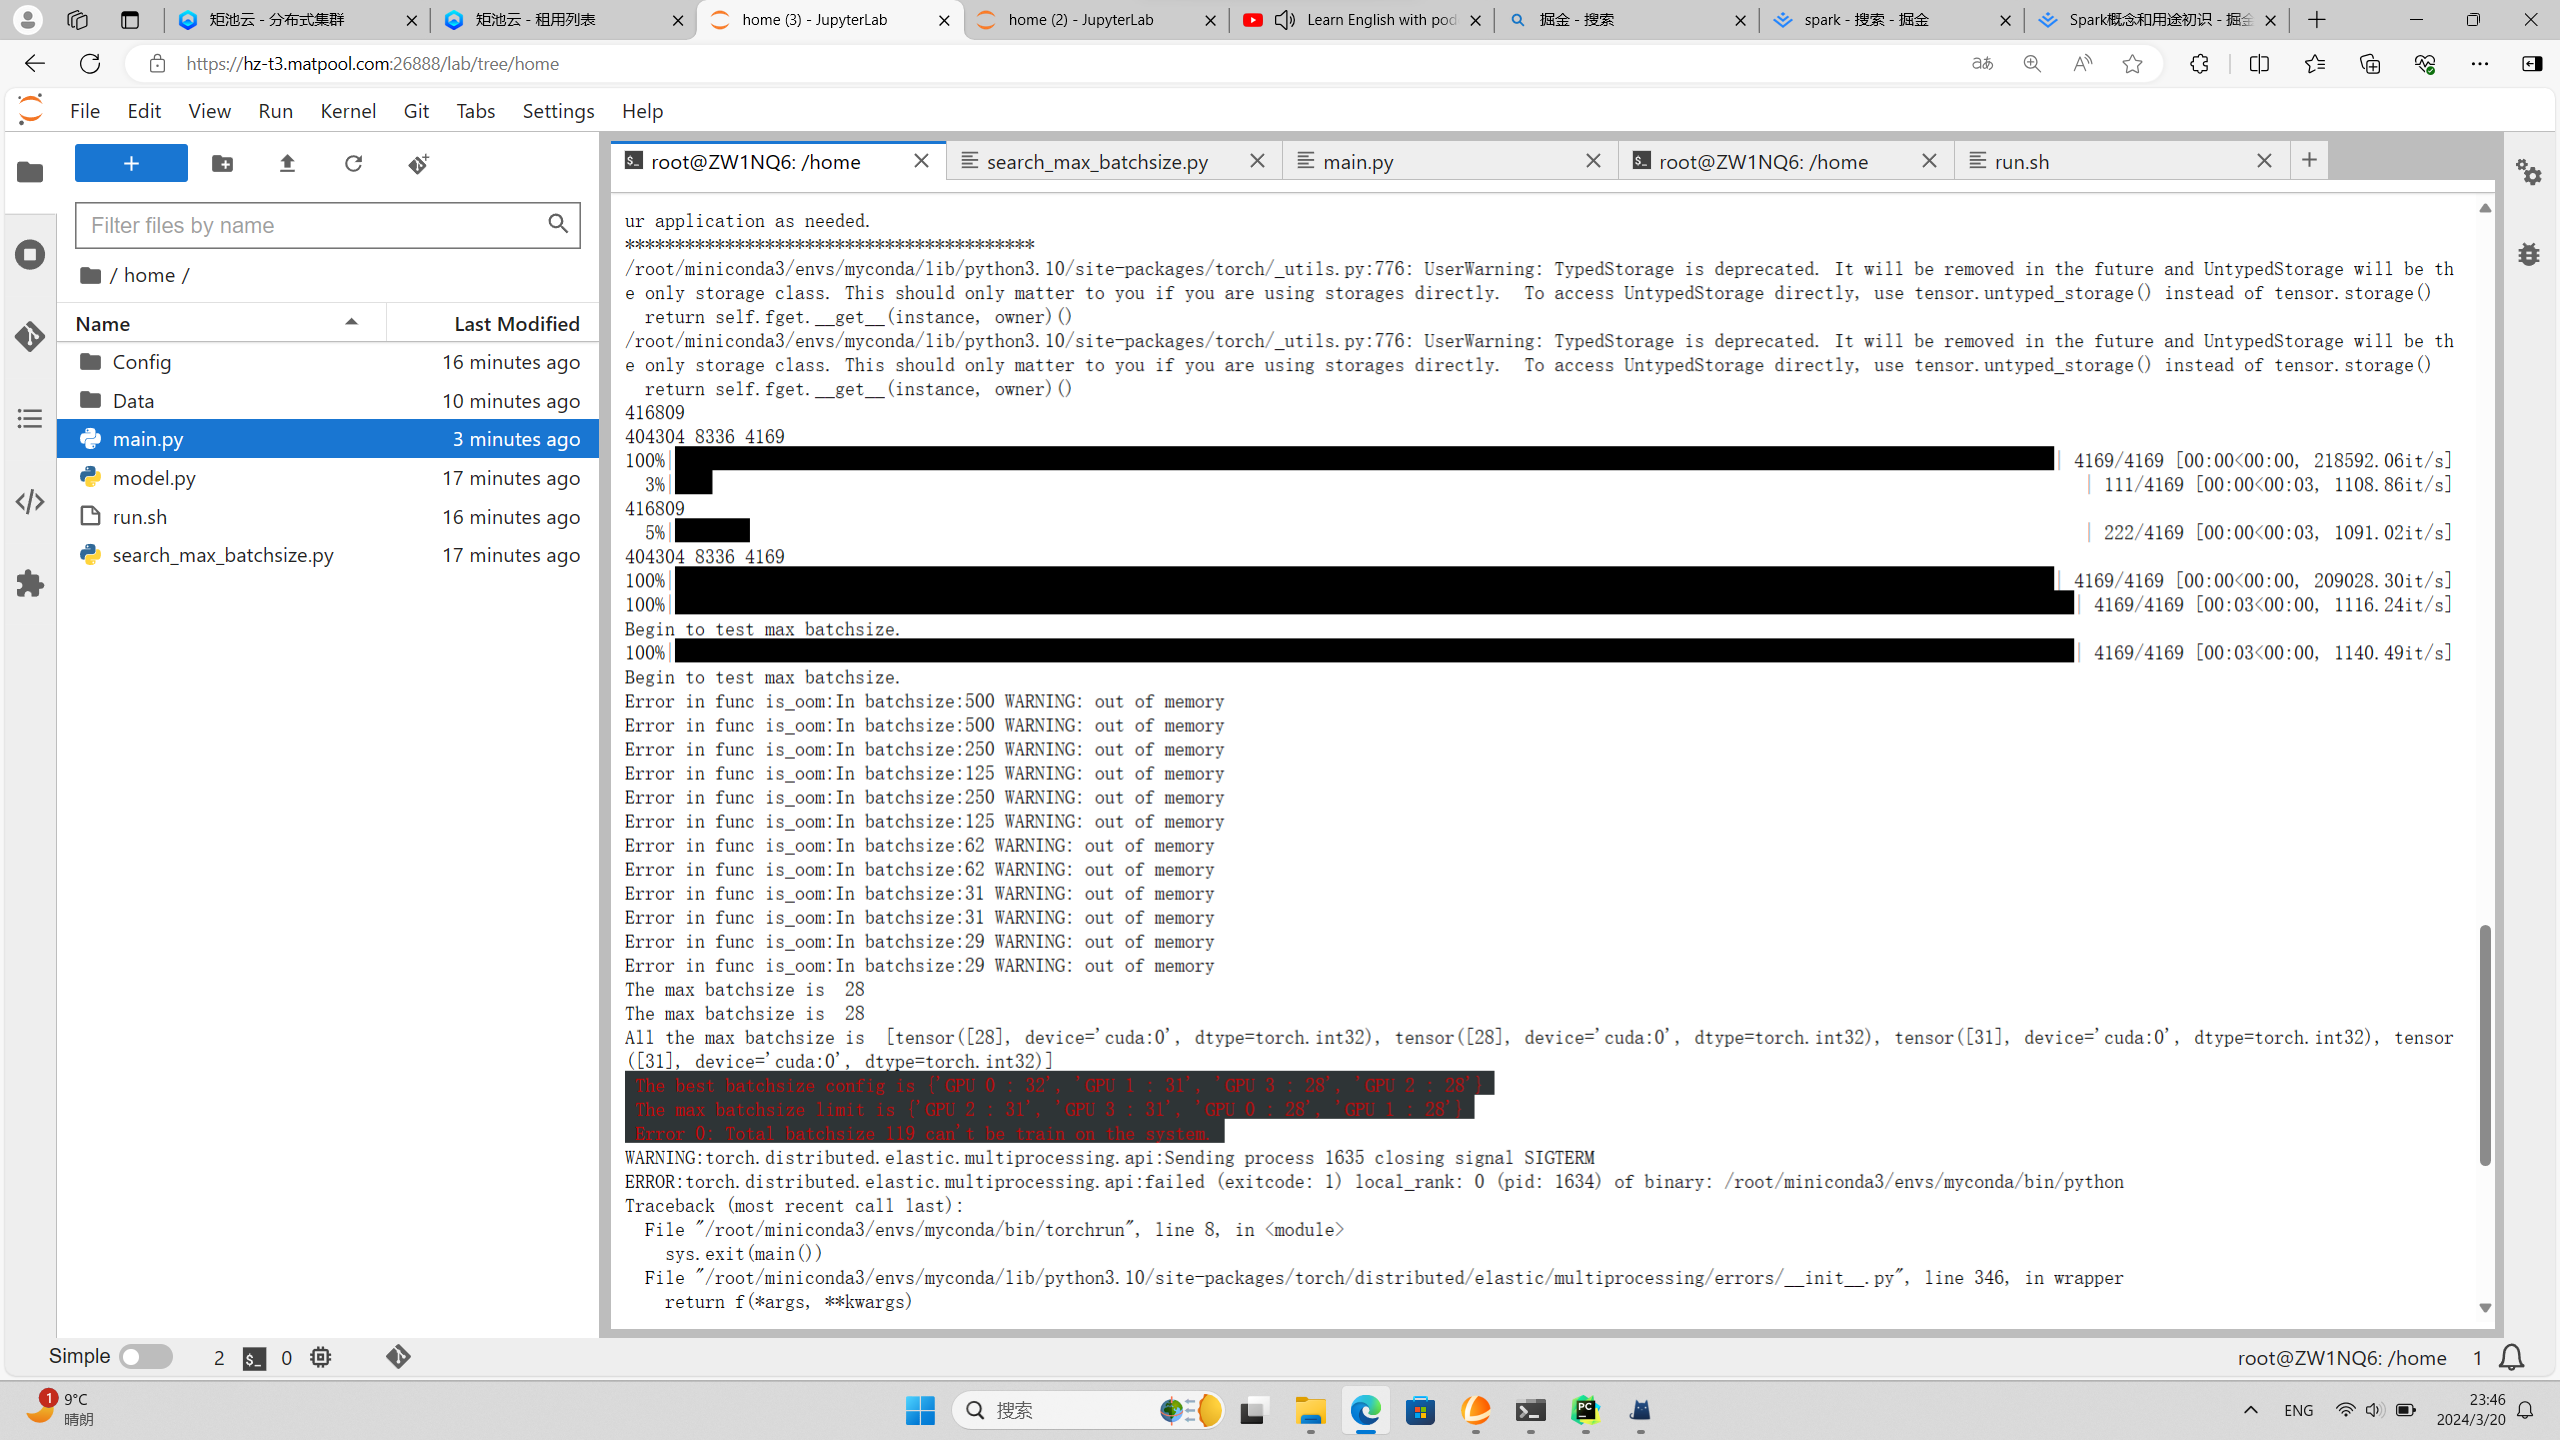 矩池云 - 分布式集群
矩池云 - 租用列表
home (3) - JupyterLab
home (2) - JupyterLab
Learn English with pod
掘金 - 搜索
spark - 搜索 - 掘金
Spark概念和用途初识 - 掘金
https://hz-t3.matpool.com:26888/lab/tree/home
File Edit View Run Kernel Git Tabs Settings Help
root@ZW1NQ6: /home
search_max_batchsize.py
main.py
root@ZW1NQ6: /home
run.sh
Filter files by name
/ home /
Name Last Modified
Config 16 minutes ago
Data 10 minutes ago
main.py 3 minutes ago
model.py 17 minutes ago
run.sh 16 minutes ago
search_max_batchsize.py 17 minutes ago
ur application as needed.
*****************************************
/root/miniconda3/envs/myconda/lib/python3.10/site-packages/torch/_utils.py:776: UserWarning: TypedStorage is deprecated. It will be removed in the future and UntypedStorage will be th
e only storage class. This should only matter to you if you are using storages directly.  To access UntypedStorage directly, use tensor.untyped_storage() instead of tensor.storage()
  return self.fget.__get__(instance, owner)()
/root/miniconda3/envs/myconda/lib/python3.10/site-packages/torch/_utils.py:776: UserWarning: TypedStorage is deprecated. It will be removed in the future and UntypedStorage will be th
e only storage class. This should only matter to you if you are using storages directly.  To access UntypedStorage directly, use tensor.untyped_storage() instead of tensor.storage()
  return self.fget.__get__(instance, owner)()
416809
404304 8336 4169
100%| | 4169/4169 [00:00<00:00, 218592.06it/s]
  3%| | 111/4169 [00:00<00:03, 1108.86it/s]
416809
  5%| | 222/4169 [00:00<00:03, 1091.02it/s]
404304 8336 4169
100%| | 4169/4169 [00:00<00:00, 209028.30it/s]
100%| | 4169/4169 [00:03<00:00, 1116.24it/s]
Begin to test max batchsize.
100%| | 4169/4169 [00:03<00:00, 1140.49it/s]
Begin to test max batchsize.
Error in func is_oom:In batchsize:500 WARNING: out of memory
Error in func is_oom:In batchsize:500 WARNING: out of memory
Error in func is_oom:In batchsize:250 WARNING: out of memory
Error in func is_oom:In batchsize:125 WARNING: out of memory
Error in func is_oom:In batchsize:250 WARNING: out of memory
Error in func is_oom:In batchsize:125 WARNING: out of memory
Error in func is_oom:In batchsize:62 WARNING: out of memory
Error in func is_oom:In batchsize:62 WARNING: out of memory
Error in func is_oom:In batchsize:31 WARNING: out of memory
Error in func is_oom:In batchsize:31 WARNING: out of memory
Error in func is_oom:In batchsize:29 WARNING: out of memory
Error in func is_oom:In batchsize:29 WARNING: out of memory
The max batchsize is  28
The max batchsize is  28
All the max batchsize is  [tensor([28], device='cuda:0', dtype=torch.int32), tensor([28], device='cuda:0', dtype=torch.int32), tensor([31], device='cuda:0', dtype=torch.int32), tensor
([31], device='cuda:0', dtype=torch.int32)]
The best batchsize config is {'GPU 0 : 32', 'GPU 1 : 31', 'GPU 3 : 28', 'GPU 2 : 28'}
The max batchsize limit is {'GPU 2 : 31', 'GPU 3 : 31', 'GPU 0 : 28', 'GPU 1 : 28'}
Error 0: Total batchsize 119 can't be train on the system.
WARNING:torch.distributed.elastic.multiprocessing.api:Sending process 1635 closing signal SIGTERM
ERROR:torch.distributed.elastic.multiprocessing.api:failed (exitcode: 1) local_rank: 0 (pid: 1634) of binary: /root/miniconda3/envs/myconda/bin/python
Traceback (most recent call last):
  File "/root/miniconda3/envs/myconda/bin/torchrun", line 8, in <module>
    sys.exit(main())
  File "/root/miniconda3/envs/myconda/lib/python3.10/site-packages/torch/distributed/elastic/multiprocessing/errors/__init__.py", line 346, in wrapper
    return f(*args, **kwargs)
Simple 2 0
root@ZW1NQ6: /home 1
1 9°C
晴朗
搜索
ENG
23:46
2024/3/20